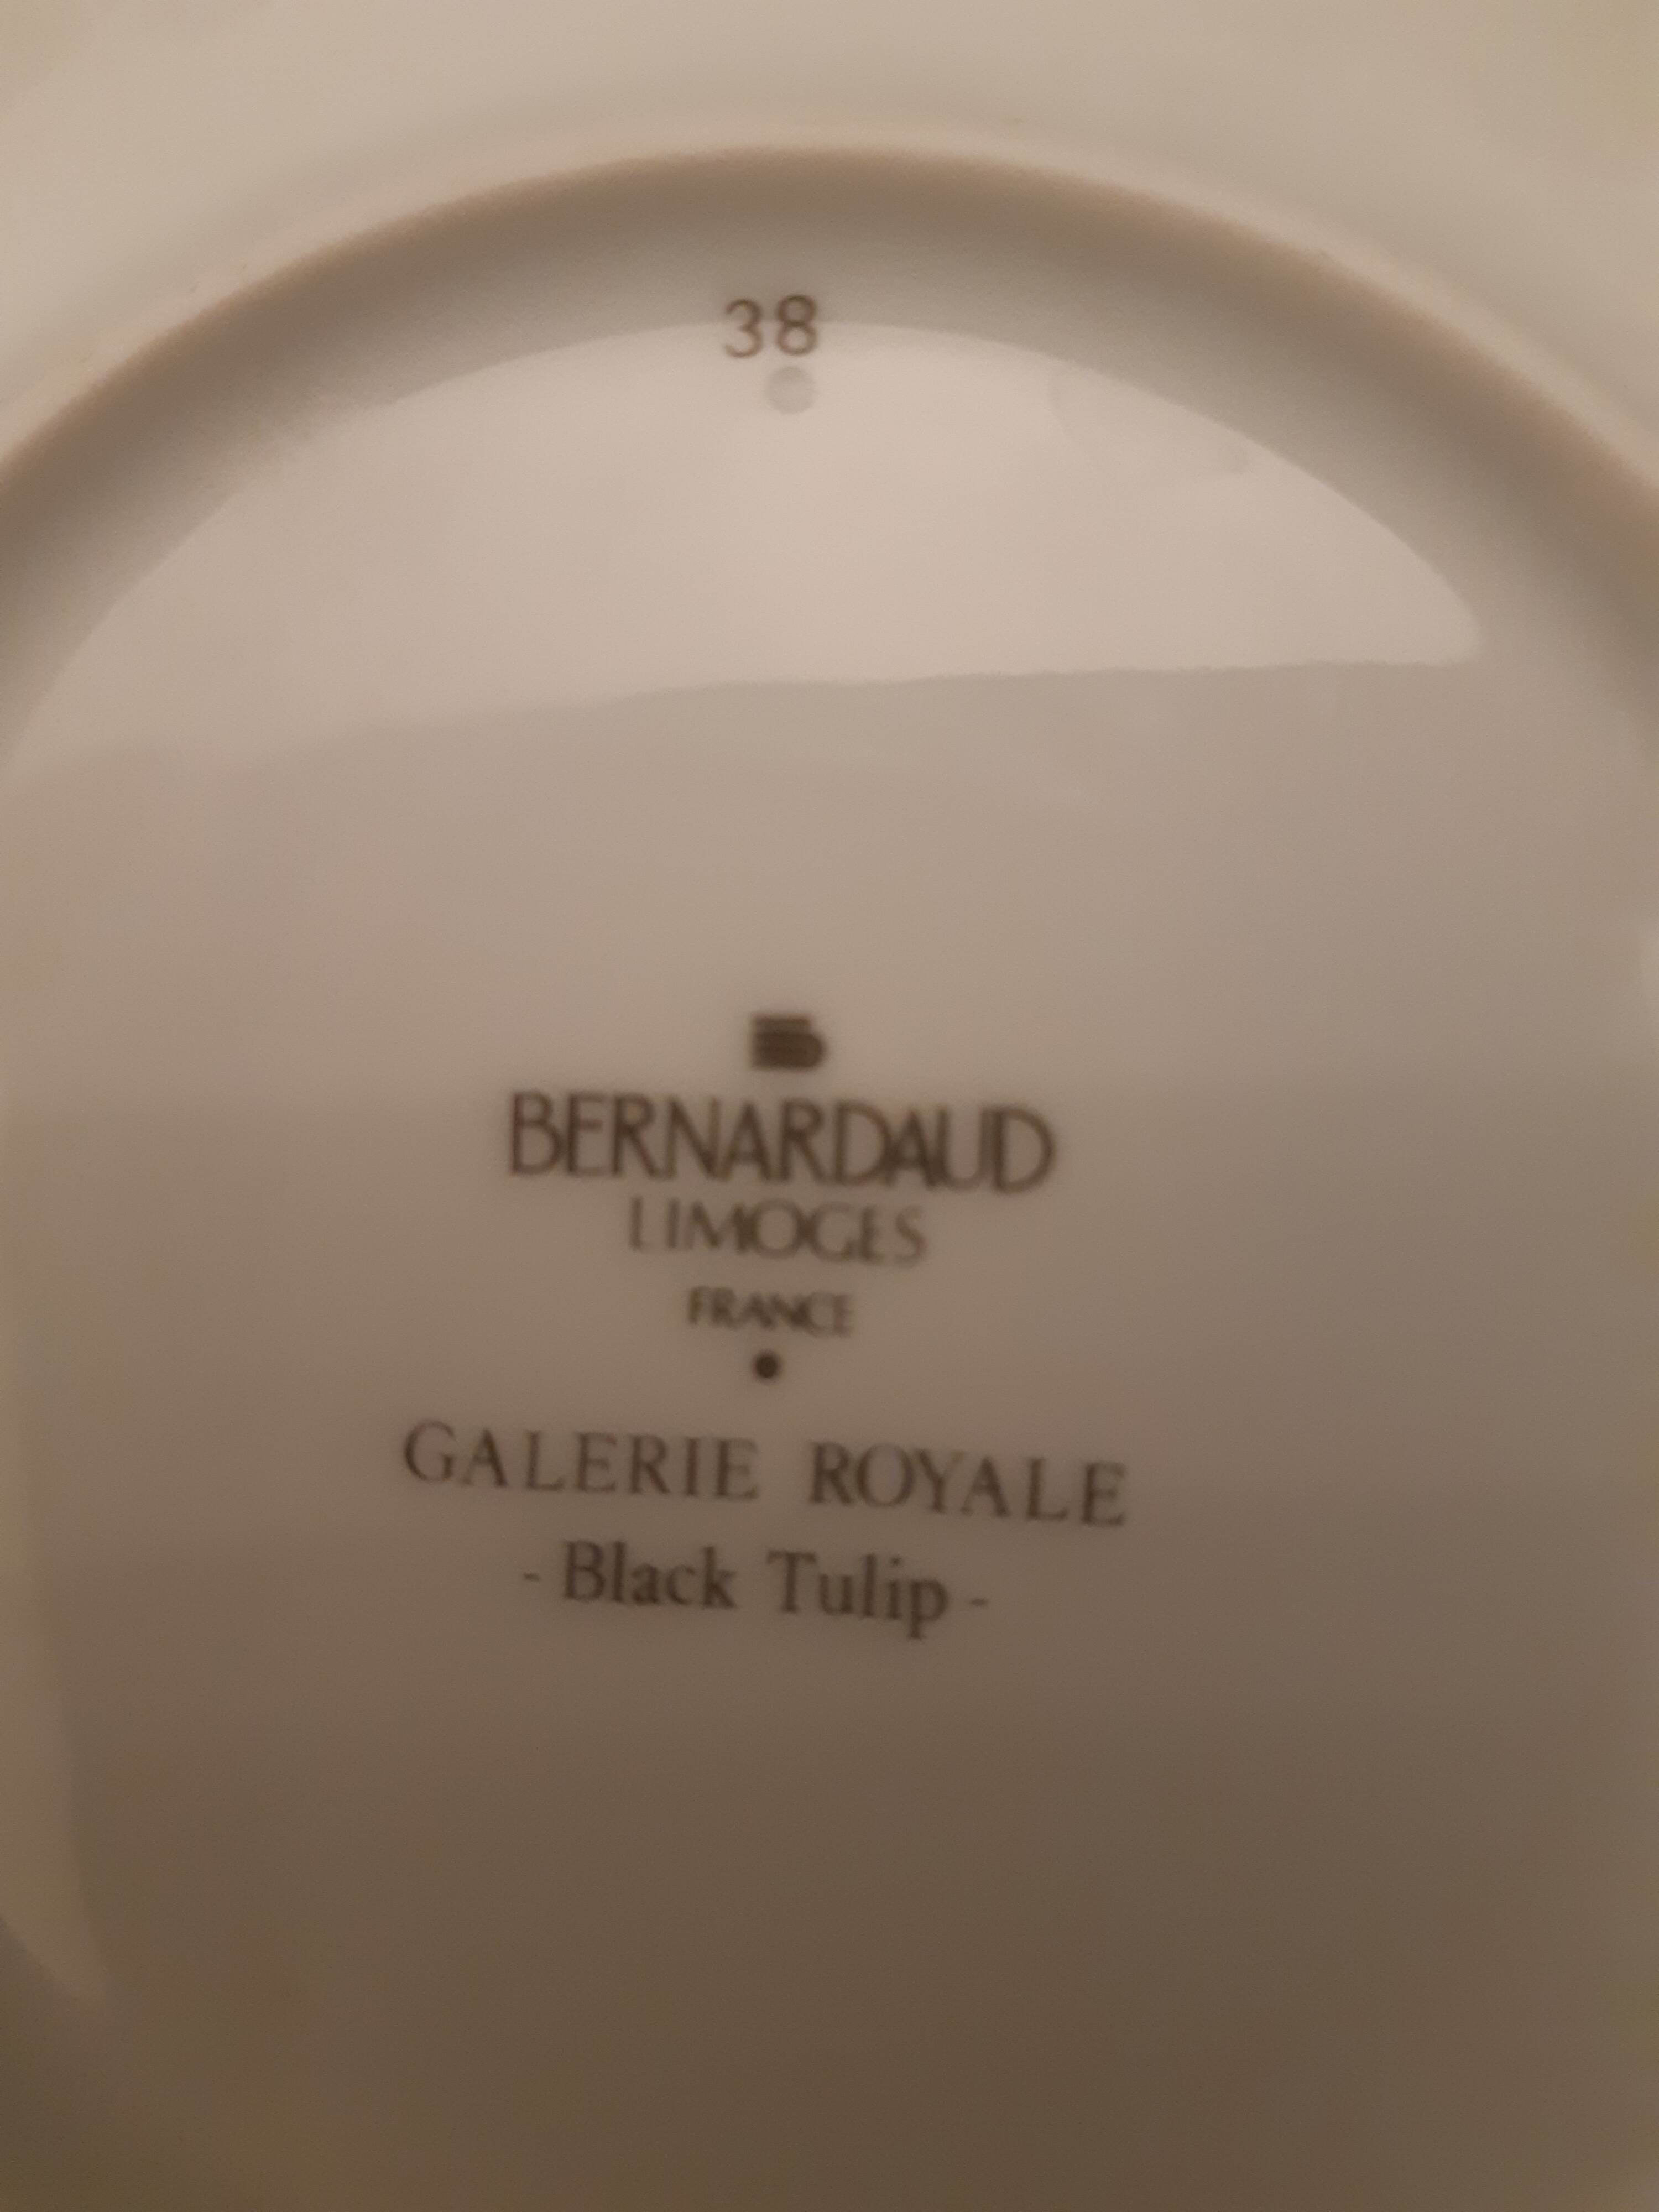 38
BERNARDAUD
LIMOGES
FRANCE
GALERIE ROYALE
- Black Tulip -